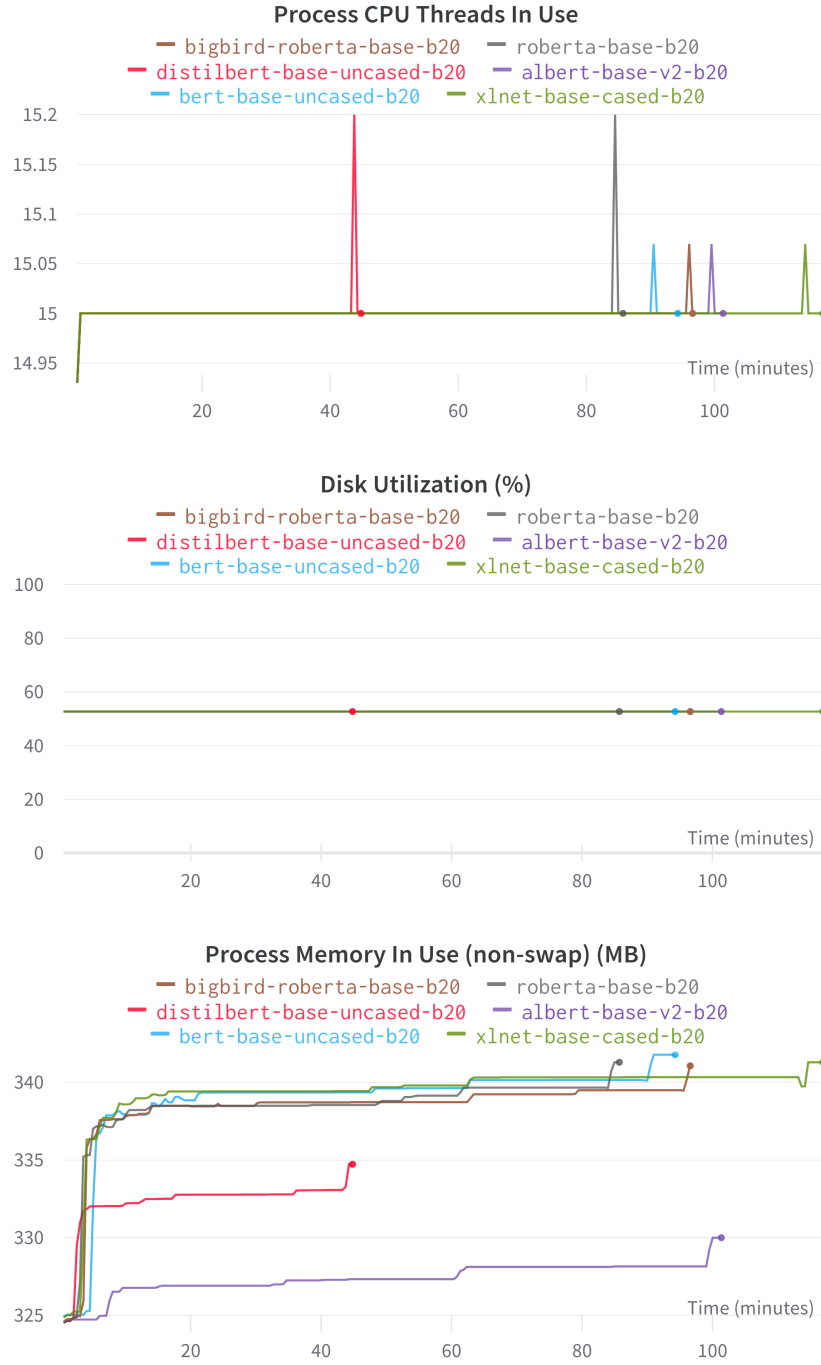 Process CPU Threads In Use
bigbird-roberta-base-b20 roberta-base-b20
distilbert-base-uncased-b20 albert-base-v2-b20
bert-base-uncased-b20 xlnet-base-cased-b20
15.2
15.15
15.1
15.05
15
14.95
Time (minutes)
20 40 60 80 100
Disk Utilization (%)
bigbird-roberta-base-b20 roberta-base-b20
distilbert-base-uncased-b20 albert-base-v2-b20
bert-base-uncased-b20 xlnet-base-cased-b20
100
80
60
40
20
0
Time (minutes)
20 40 60 80 100
Process Memory In Use (non-swap) (MB)
bigbird-roberta-base-b20 roberta-base-b20
distilbert-base-uncased-b20 albert-base-v2-b20
bert-base-uncased-b20 xlnet-base-cased-b20
340
335
330
325
Time (minutes)
20 40 60 80 100